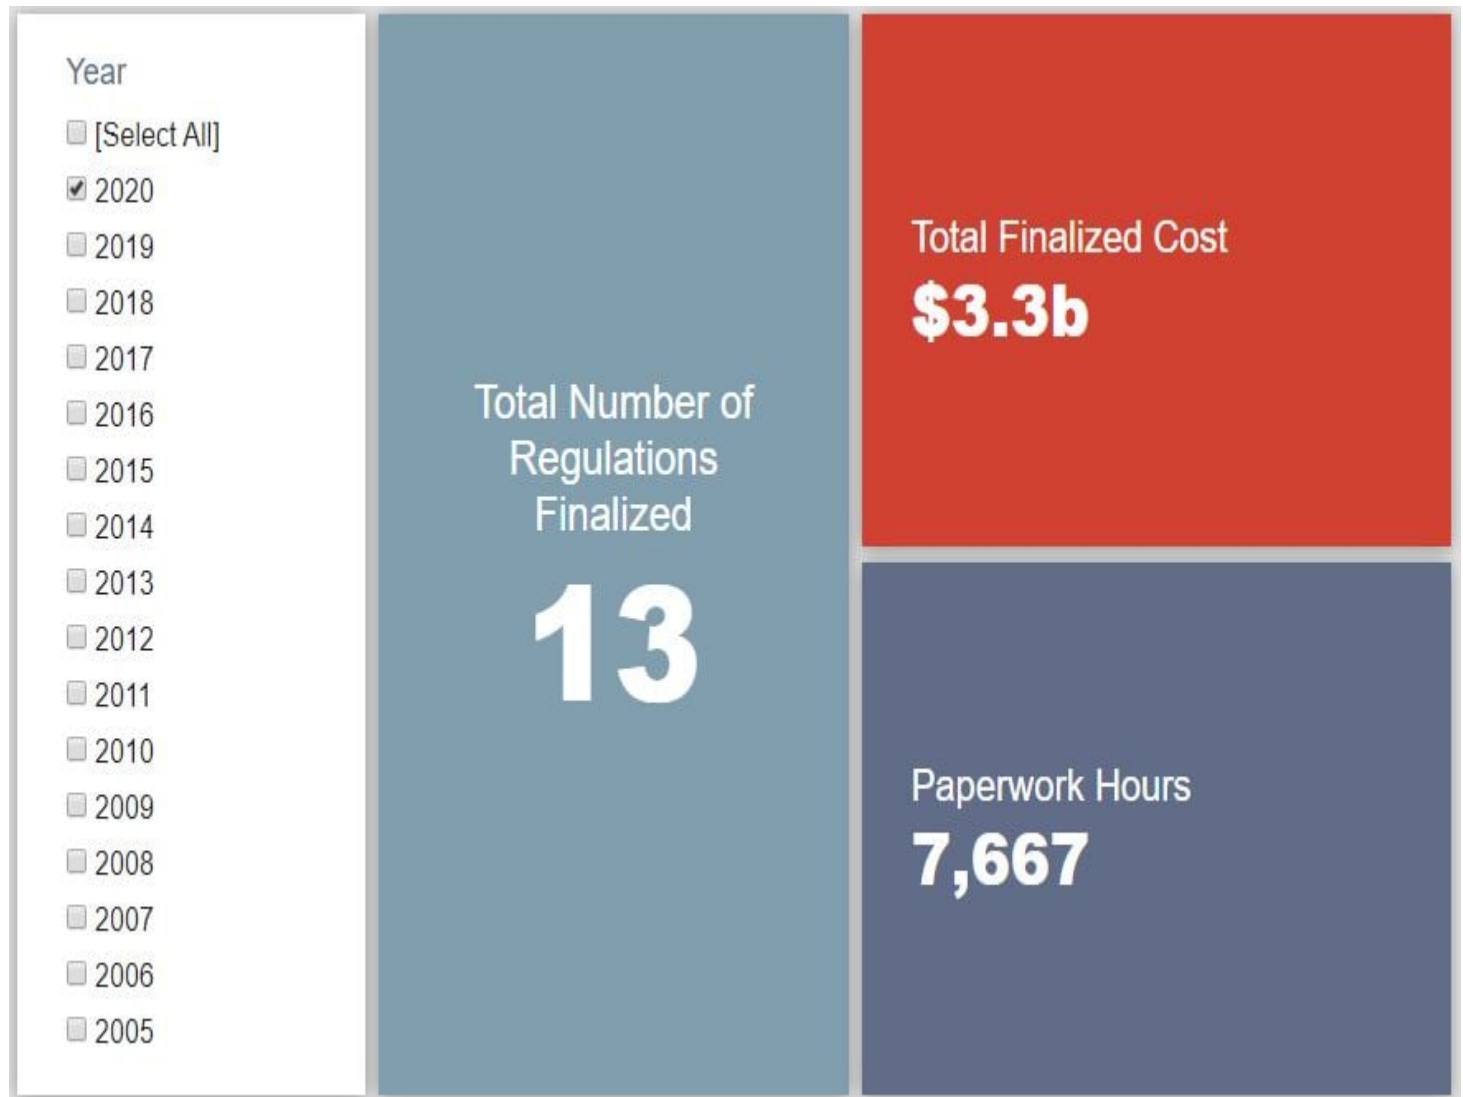 Year
[Select All]
2020
2019
2018
2017
2016
2015
2014
2013
2012
2011
2010
2009
2008
2007
2006
2005
Total Number of
Regulations
Finalized
13
Total Finalized Cost
$3.3b
Paperwork Hours
7,667